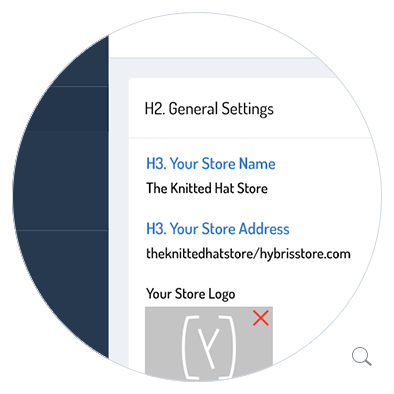 H2. General Settings
H3. Your Store Name
The Knitted Hat Store
H3. Your Store Address
theknittedhatstore/hybrisstore.com
Your Store Logo
(Y)